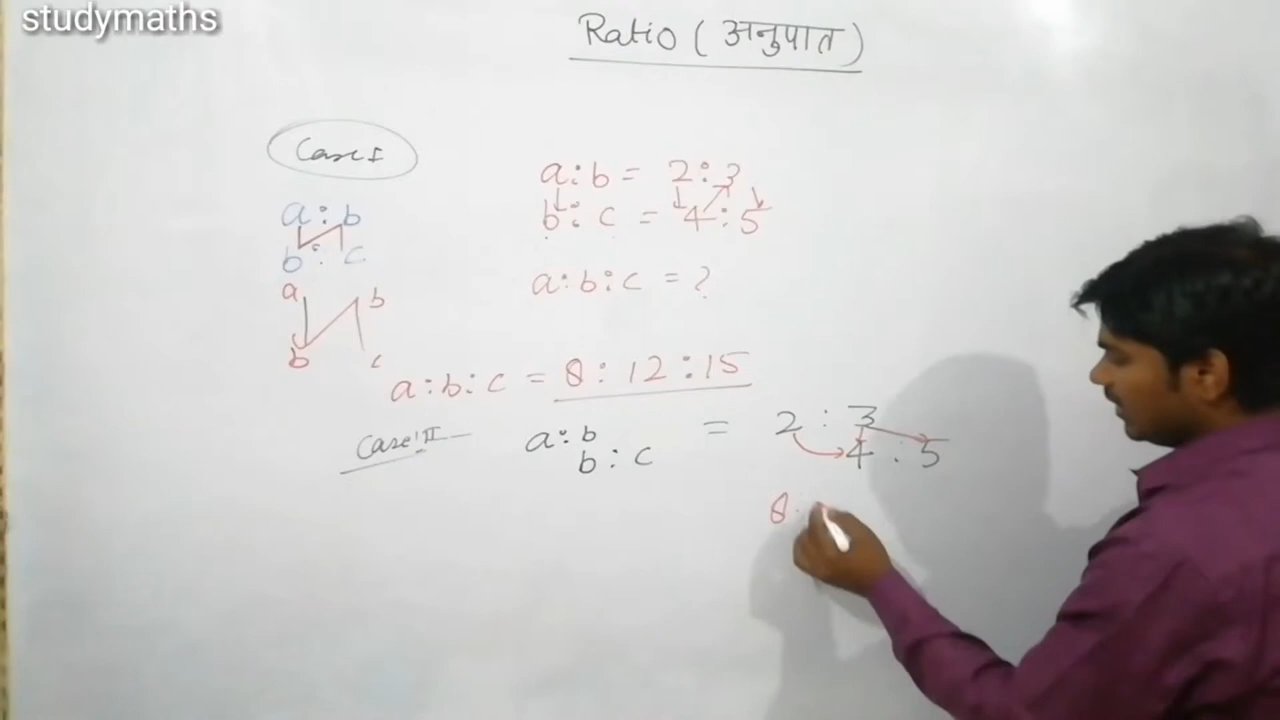 studymaths
Ratio (अनुपात)
Case I
a : b
b : c
a b
b c
a : b = 2 : 3
b : c = 4 : 5
a : b : c = ?
a : b : c = 8 : 12 : 15
Case II
a : b = 2 : 3
b : c 4 : 5
8 :